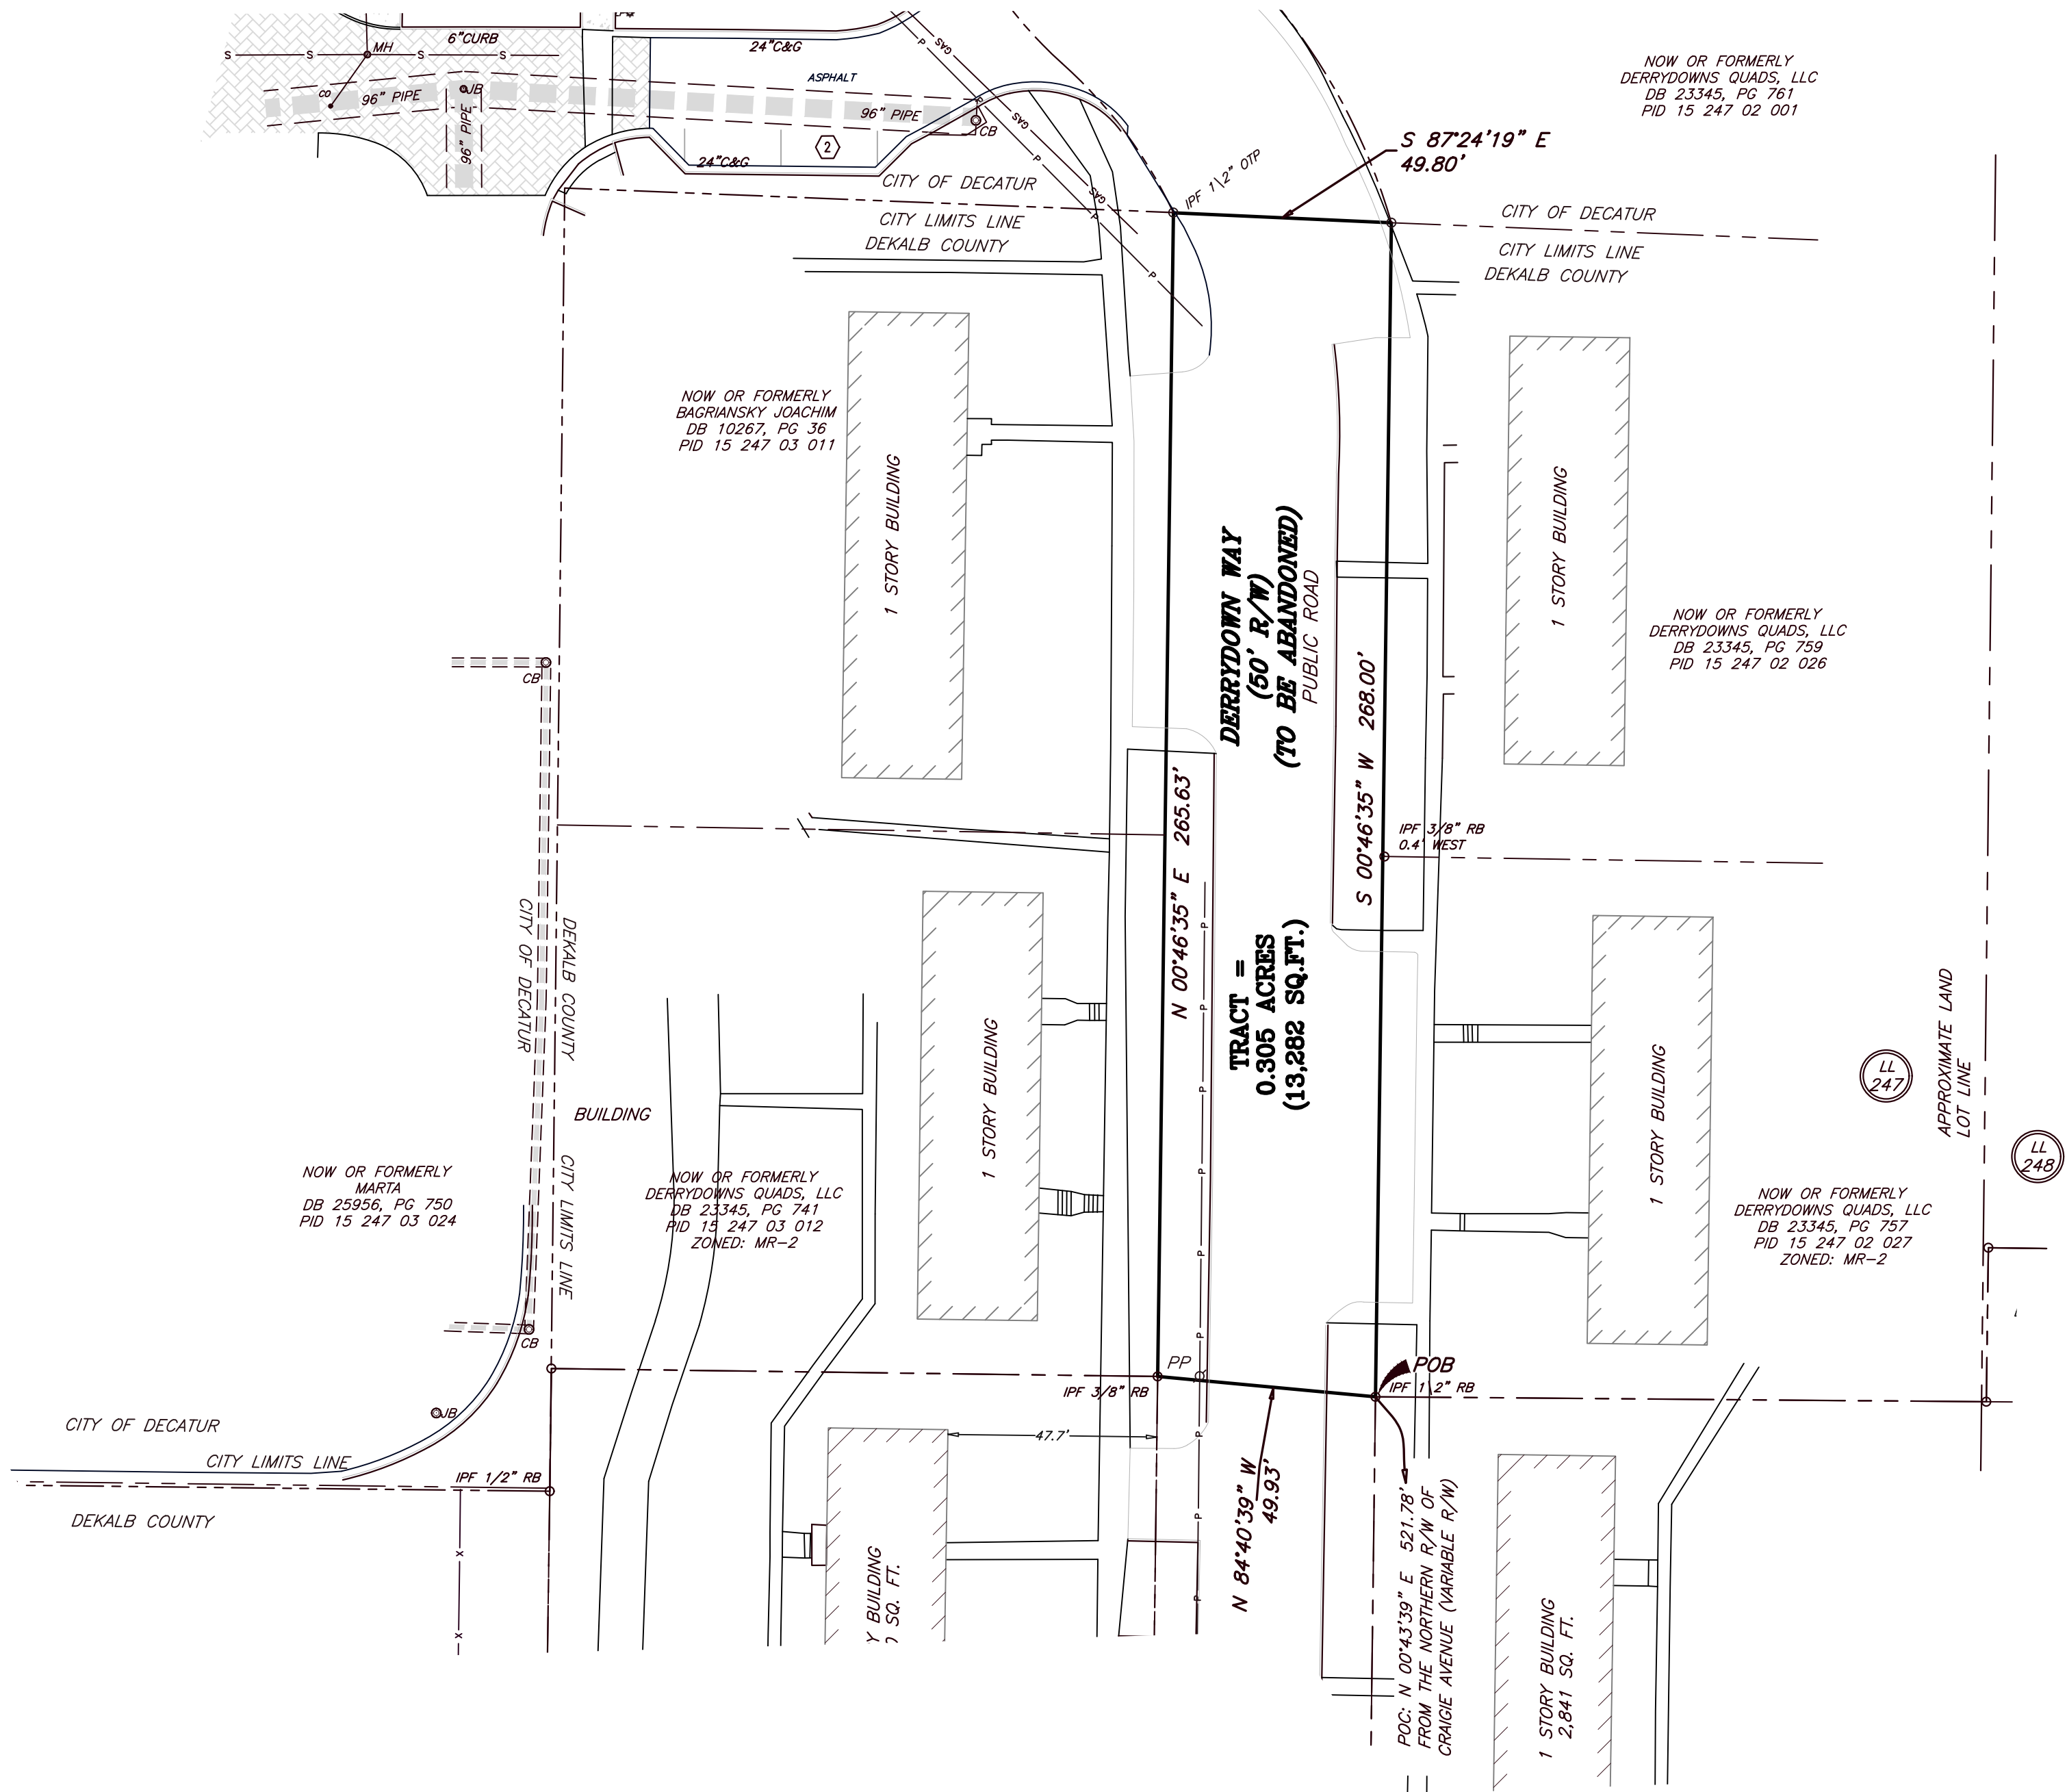 6"CURB
MH
S
S
S
S
24"C&G
ASPHALT
GAS
P
CO
96" PIPE
JB
96" PIPE
96" PIPE
CB
2
24"C&G
GAS
P
GAS
P
P
IPF 1\2" OTP
NOW OR FORMERLY
DERRYDOWNS QUADS, LLC
DB 23345, PG 761
PID 15 247 02 001
S 87°24'19" E
49.80'
CITY OF DECATUR
CITY LIMITS LINE
DEKALB COUNTY
CITY OF DECATUR
CITY LIMITS LINE
DEKALB COUNTY
NOW OR FORMERLY
BAGRIANSKY JOACHIM
DB 10267, PG 36
PID 15 247 03 011
1 STORY BUILDING
DERRYDOWN WAY
(50' R/W)
(TO BE ABANDONED)
PUBLIC ROAD
1 STORY BUILDING
NOW OR FORMERLY
DERRYDOWNS QUADS, LLC
DB 23345, PG 759
PID 15 247 02 026
CB
N 00°46'35" E 265.63'
S 00°46'35" W 268.00'
IPF 3/8" RB
0.4' WEST
TRACT =
0.305 ACRES
(13,282 SQ.FT.)
P
P
P
P
P
P
P
P
DEKALB COUNTY
CITY OF DECATUR
CITY LIMITS LINE
BUILDING
1 STORY BUILDING
1 STORY BUILDING
LL
247
APPROXIMATE LAND
LOT LINE
LL
248
NOW OR FORMERLY
MARTA
DB 25956, PG 750
PID 15 247 03 024
NOW OR FORMERLY
DERRYDOWNS QUADS, LLC
DB 23345, PG 741
PID 15 247 03 012
ZONED: MR-2
NOW OR FORMERLY
DERRYDOWNS QUADS, LLC
DB 23345, PG 757
PID 15 247 02 027
ZONED: MR-2
CB
PP
IPF 3/8" RB
POB
IPF 1\2" RB
JB
CITY OF DECATUR
CITY LIMITS LINE
IPF 1/2" RB
DEKALB COUNTY
X
X
47.7'
N 84°40'39" W
49.93'
POC: N 00°43'39" E 521.78'
FROM THE NORTHERN R/W OF
CRAIGIE AVENUE (VARIABLE R/W)
Y BUILDING
SQ. FT.
1 STORY BUILDING
2,841 SQ. FT.